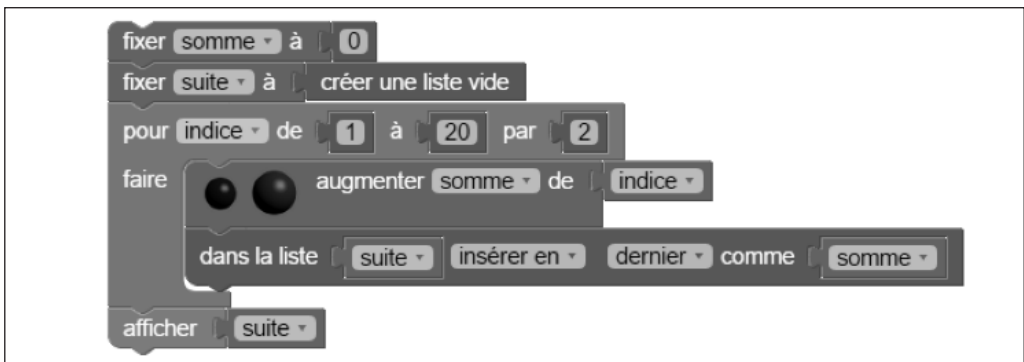 fixer somme à 0
fixer suite à créer une liste vide
pour indice de 1 à 20 par 2
faire augmenter somme de indice
dans la liste suite insérer en dernier comme somme
afficher suite